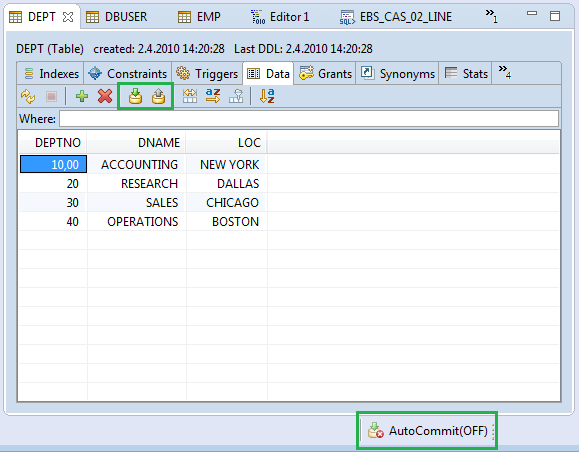 DEPT DBUSER EMP Editor 1 EBS_CAS_02_LINE »1
DEPT (Table) created: 2.4.2010 14:20:28 Last DDL: 2.4.2010 14:20:28
Indexes Constraints Triggers Data Grants Synonyms Stats »4
Where:
DEPTNO DNAME LOC
10,00 ACCOUNTING NEW YORK
20 RESEARCH DALLAS
30 SALES CHICAGO
40 OPERATIONS BOSTON
AutoCommit(OFF)